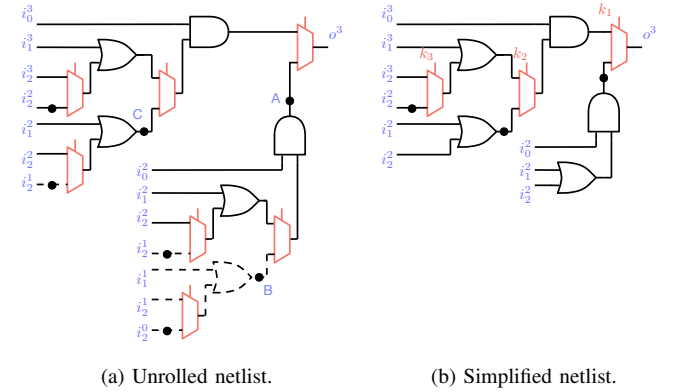 i_0^3
i_1^3
i_2^3
i_2^2
i_1^2
i_2^2
i_2^1
C
A
o^3
i_0^2
i_1^2
i_2^2
i_2^1
i_1^1
i_2^1
i_2^0
B
(a) Unrolled netlist.
i_0^3
i_1^3
i_2^3
i_2^2
i_1^2
i_2^2
k_3
k_2
k_1
o^3
i_0^2
i_1^2
i_2^2
(b) Simplified netlist.